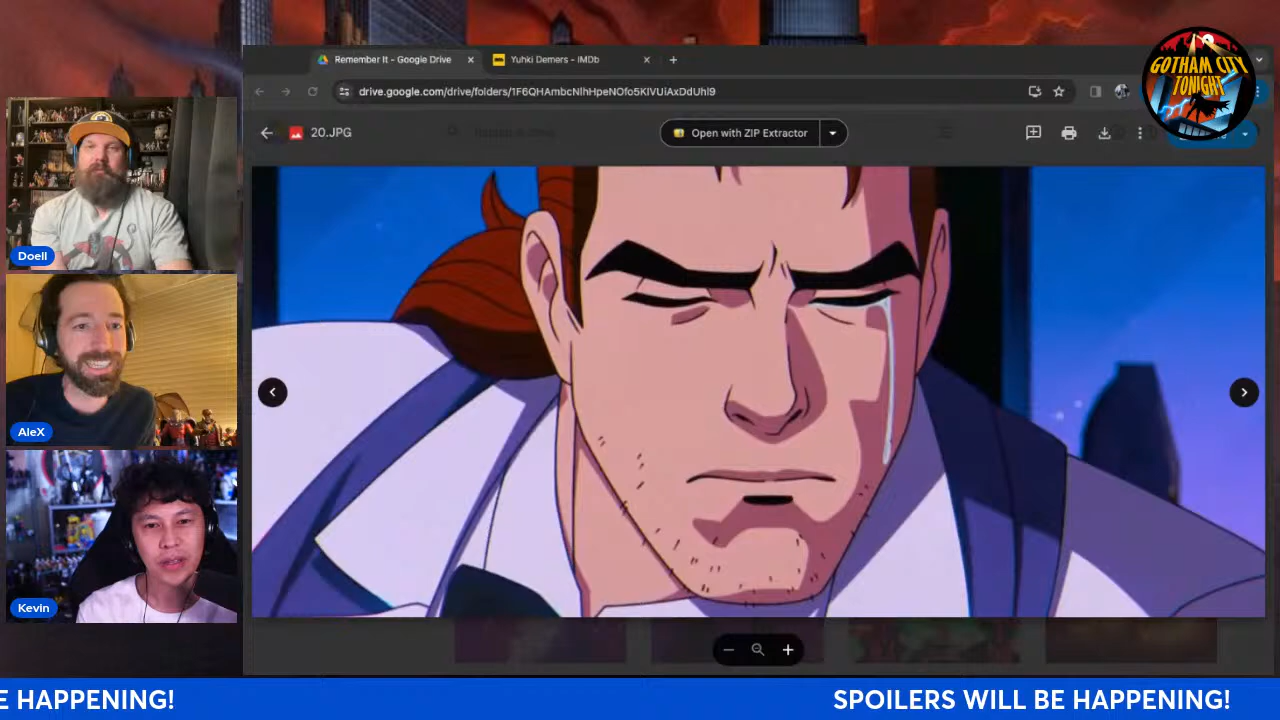 Remember It - Google Drive
Yuhki Demers - IMDb
drive.google.com/drive/folders/1F6QHAmbcNlhHpeNOfo5KIVUiAxDdUhl9
GOTHAM CITY
TONIGHT
20.JPG
Open with ZIP Extractor
Doell
AleX
Kevin
E HAPPENING!
SPOILERS WILL BE HAPPENING!